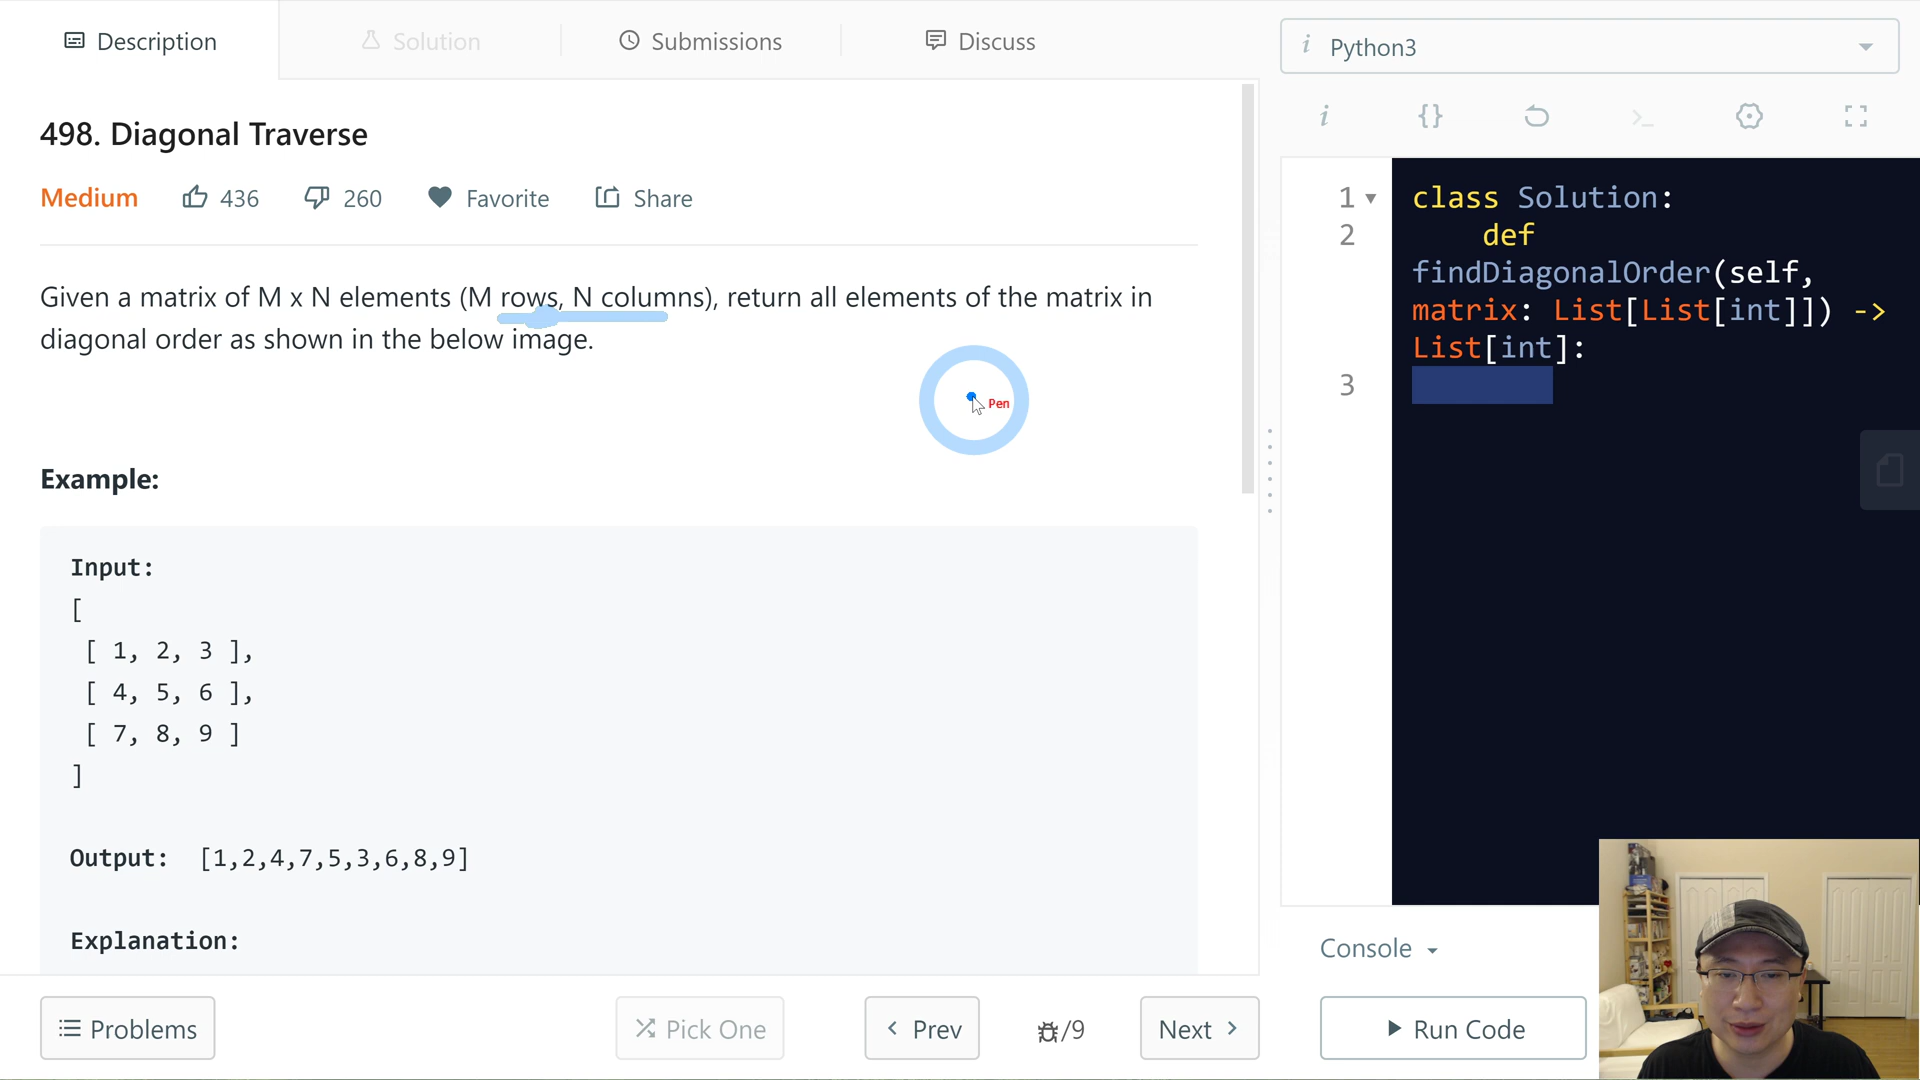 Description
Solution
Submissions
Discuss
i Python3
498. Diagonal Traverse
Medium
436
260
Favorite
Share
i {} >_
Given a matrix of M x N elements (M rows, N columns), return all elements of the matrix in
diagonal order as shown in the below image.
Pen
Example:
Input:
[
[ 1, 2, 3 ],
[ 4, 5, 6 ],
[ 7, 8, 9 ]
]
Output: [1,2,4,7,5,3,6,8,9]
Explanation:
1 class Solution:
2 def
findDiagonalOrder(self,
matrix: List[List[int]]) ->
List[int]:
3
Console
Problems
Pick One
< Prev
/9
Next >
Run Code